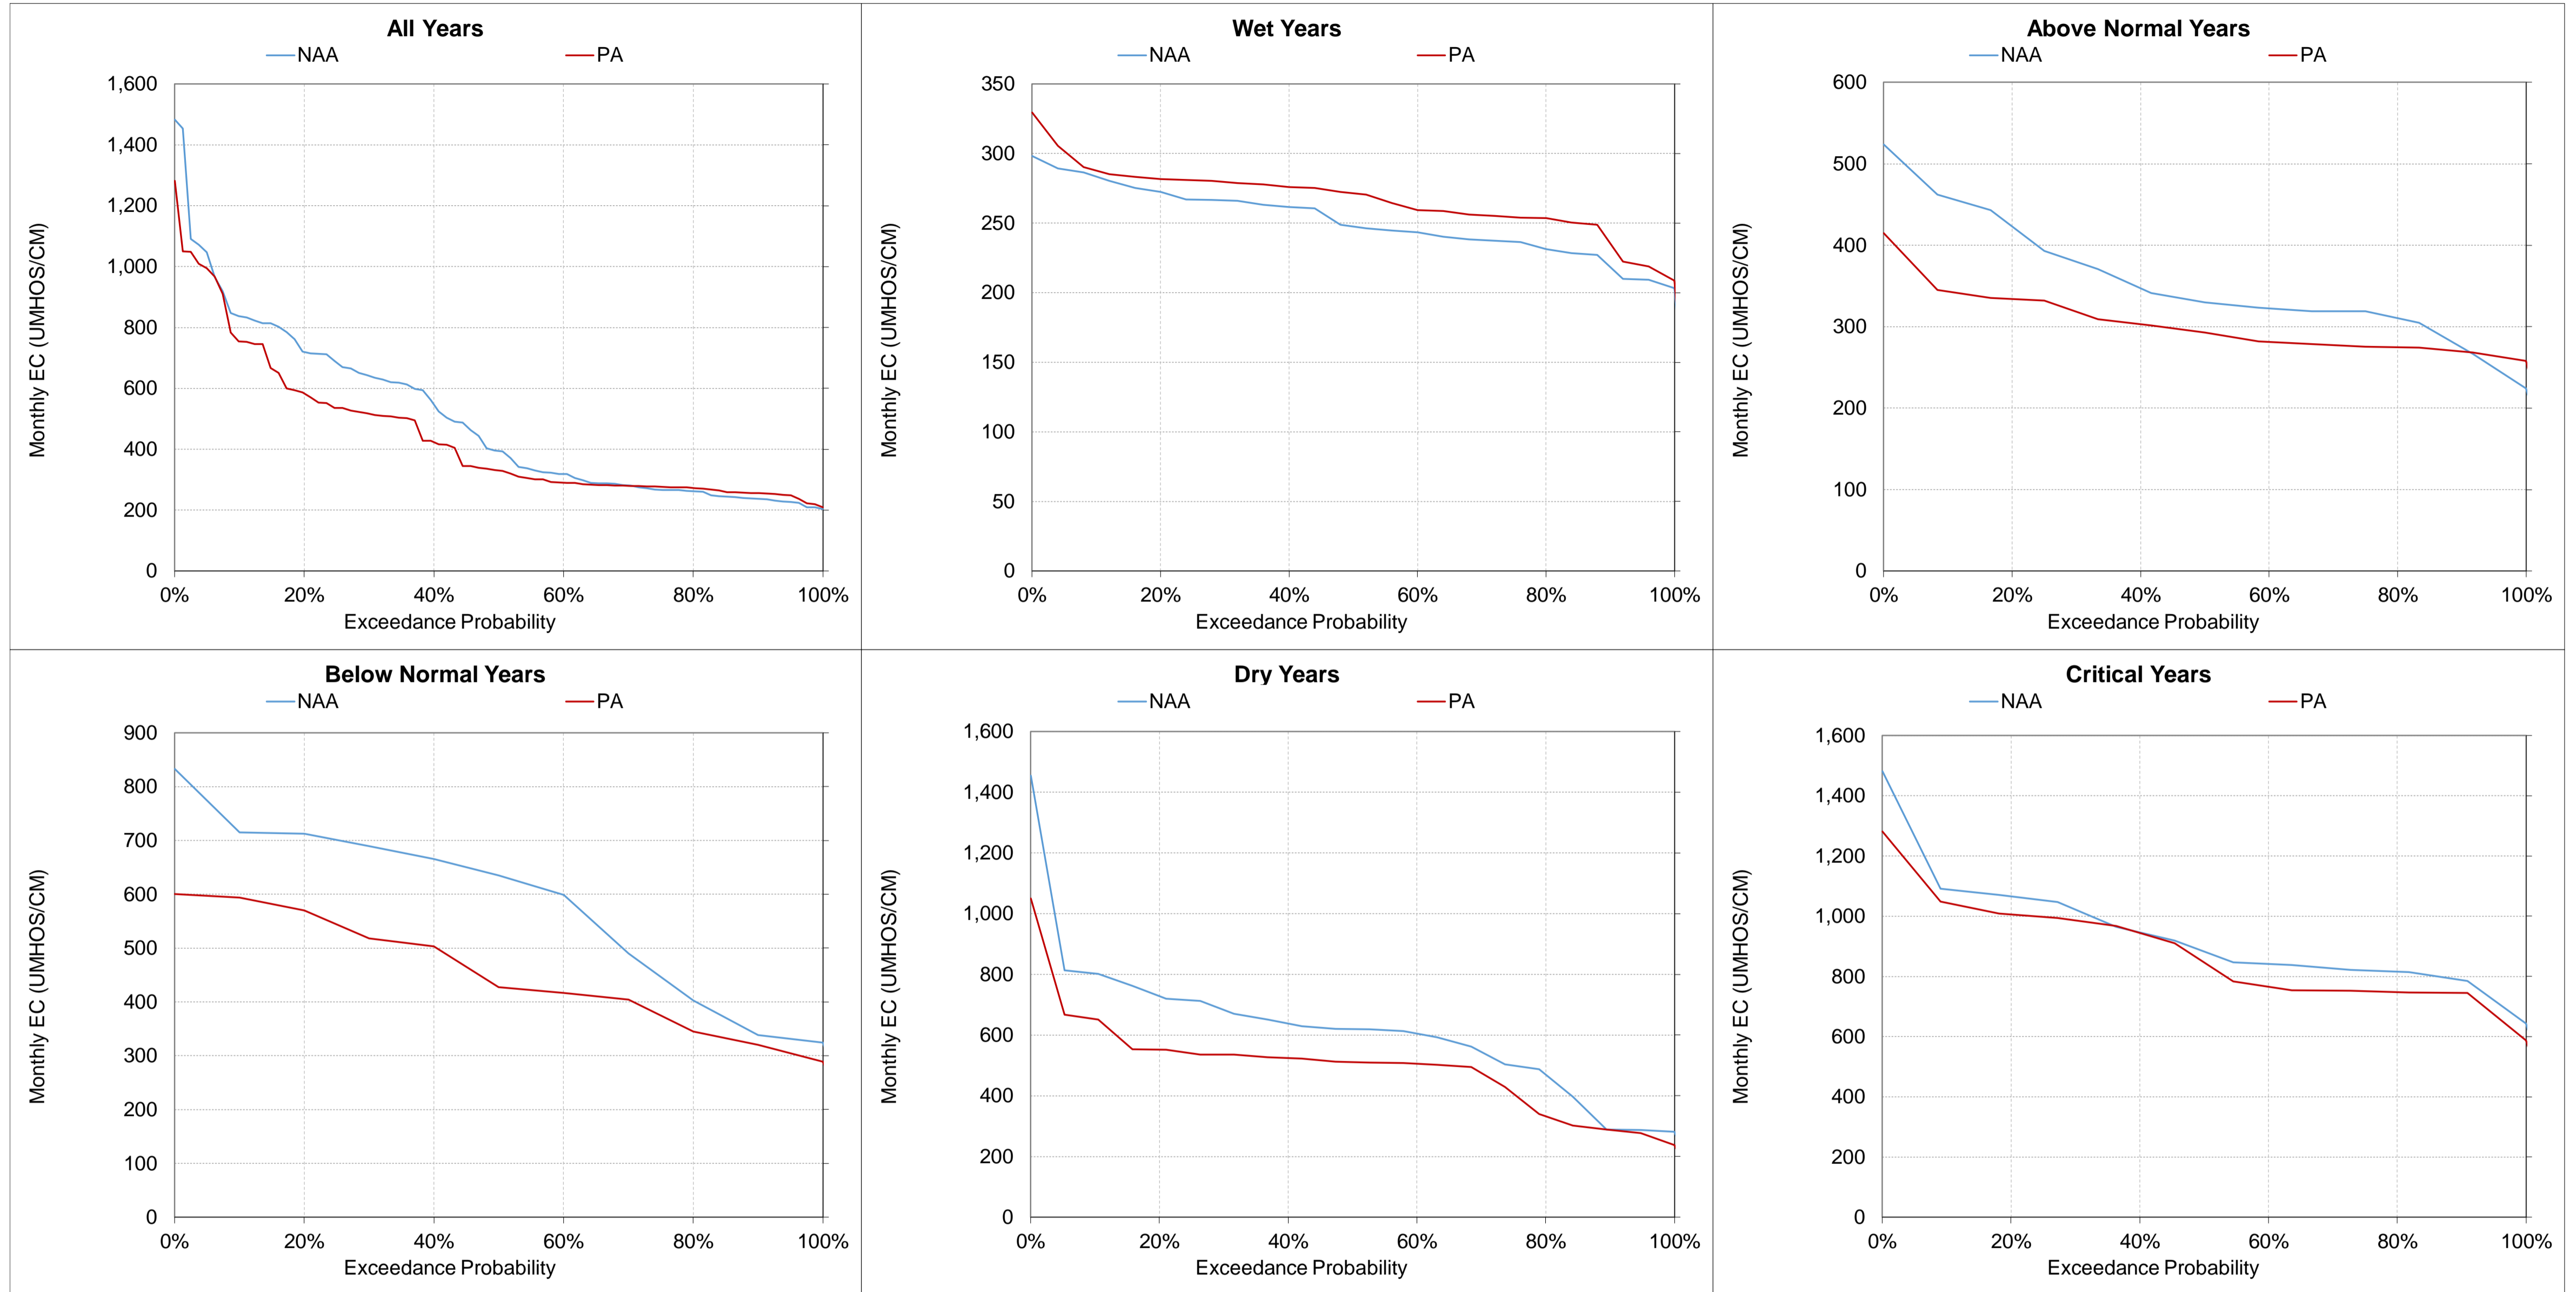 All Years
NAA PA
1,600
1,400
1,200
1,000
800
600
400
200
0
Monthly EC (UMHOS/CM)
0% 20% 40% 60% 80% 100%
Exceedance Probability
Wet Years
NAA PA
350
300
250
200
150
100
50
0
Monthly EC (UMHOS/CM)
0% 20% 40% 60% 80% 100%
Exceedance Probability
Above Normal Years
NAA PA
600
500
400
300
200
100
0
Monthly EC (UMHOS/CM)
0% 20% 40% 60% 80% 100%
Exceedance Probability
Below Normal Years
NAA PA
900
800
700
600
500
400
300
200
100
0
Monthly EC (UMHOS/CM)
0% 20% 40% 60% 80% 100%
Exceedance Probability
Dry Years
NAA PA
1,600
1,400
1,200
1,000
800
600
400
200
0
Monthly EC (UMHOS/CM)
0% 20% 40% 60% 80% 100%
Exceedance Probability
Critical Years
NAA PA
1,600
1,400
1,200
1,000
800
600
400
200
0
Monthly EC (UMHOS/CM)
0% 20% 40% 60% 80% 100%
Exceedance Probability